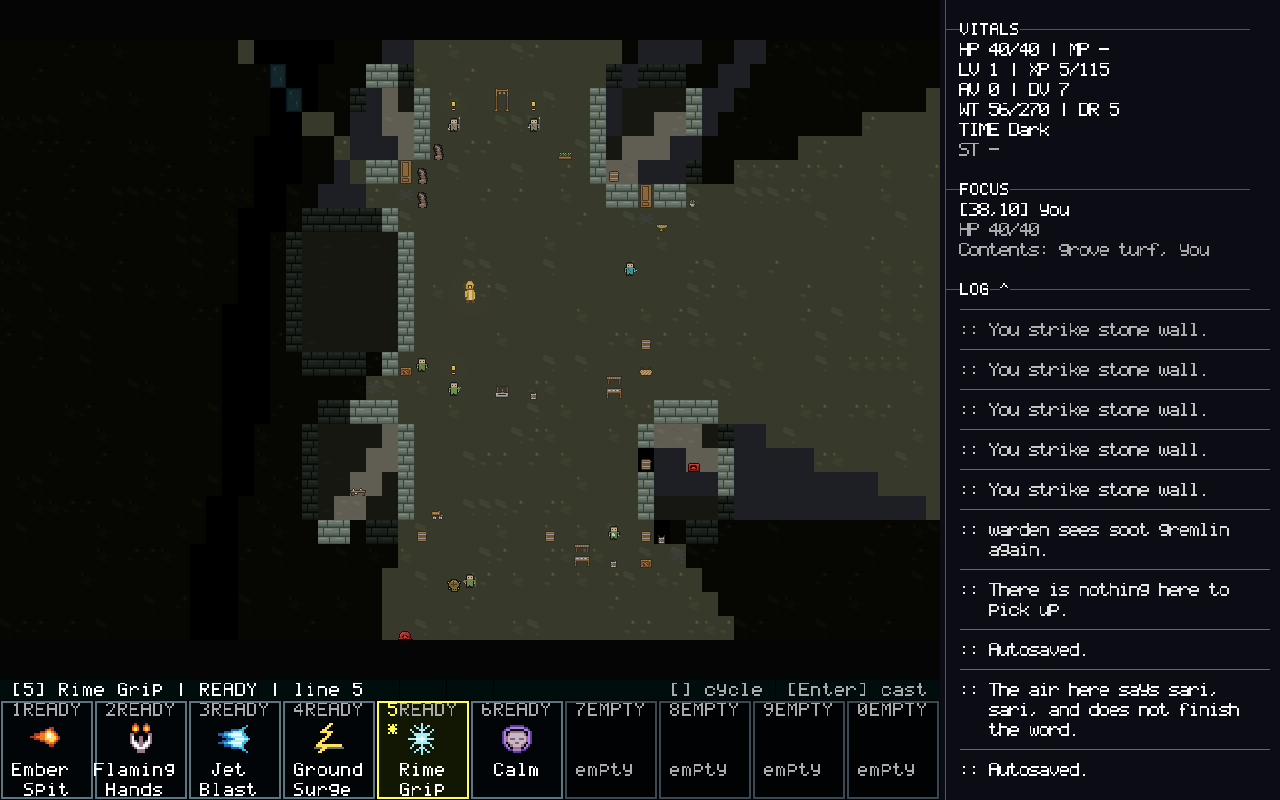 VITALS
HP 40/40 | MP -
LV 1 | XP 5/115
AV 0 | DV 7
WT 56/270 | DR 5
TIME Dark
ST -
FOCUS
[38,10] You
HP 40/40
Contents: grove turf, You
LOG ^
:: You strike stone wall.
:: You strike stone wall.
:: You strike stone wall.
:: You strike stone wall.
:: You strike stone wall.
:: warden sees soot gremlin
again.
:: There is nothing here to
Pick up.
:: Autosaved.
:: The air here says sari,
sari, and does not finish
the word.
:: Autosaved.
[5] Rime Grip | READY | line 5
[] cycle [Enter] cast
1READY 2READY 3READY 4READY 5READY 6READY 7EMPTY 8EMPTY 9EMPTY 0EMPTY
*
Ember Flaming Jet Ground Rime Calm empty empty empty empty
Spit Hands Blast Surge Grip